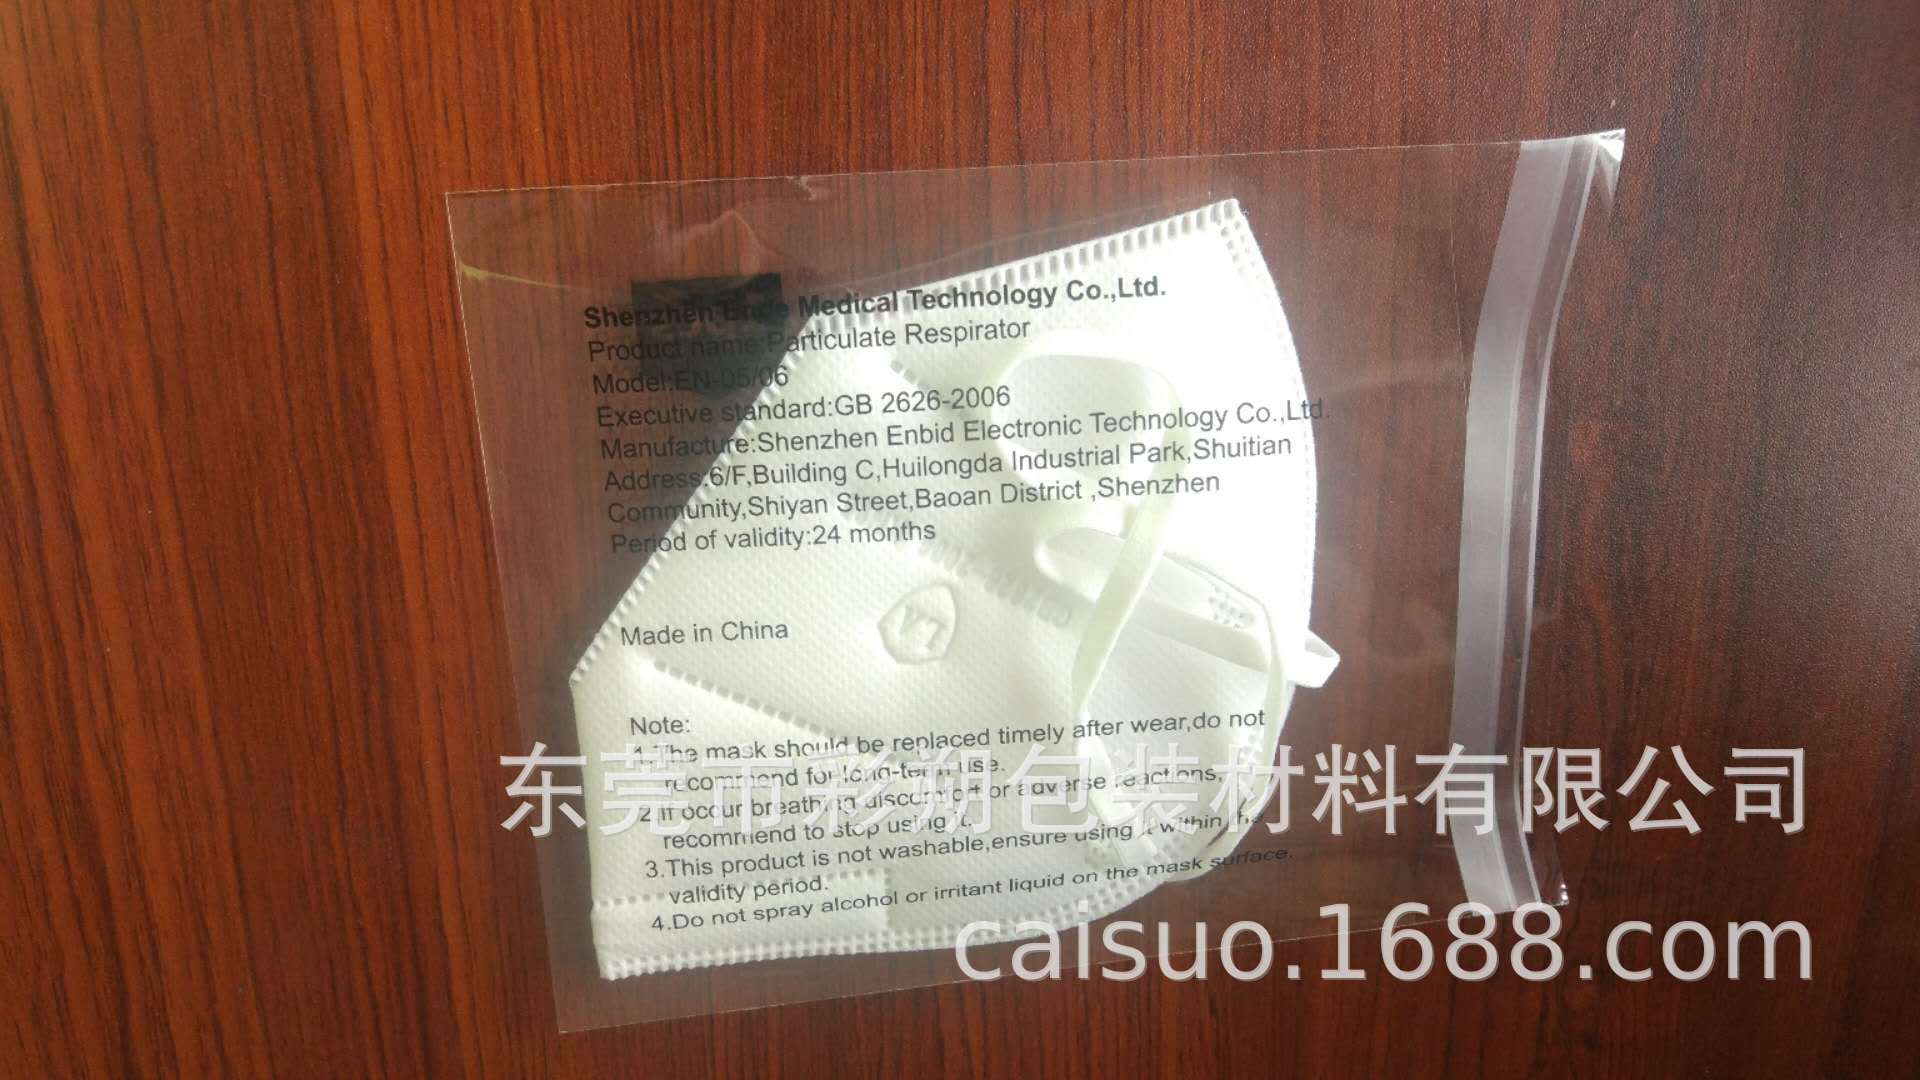 Shenzhen Ende Medical Technology Co.,Ltd.
Product name:Particulate Respirator
Model:EN-05/06
Executive standard:GB 2626-2006
Manufacture:Shenzhen Enbid Electronic Technology Co.,Ltd.
Address:6/F,Building C,Huilongda Industrial Park,Shuitian
Community,Shiyan Street,Baoan District ,Shenzhen
Period of validity:24 months
Made in China
Note:
1.The mask should be replaced timely after wear,do not
recommend for long-term use.
2.If occur breathing discomfort or adverse reactions,
recommend to stop using it.
3.This product is not washable,ensure using it within the
validity period.
4.Do not spray alcohol or irritant liquid on the mask surface.
东莞市彩朔包装材料有限公司
caisuo.1688.com